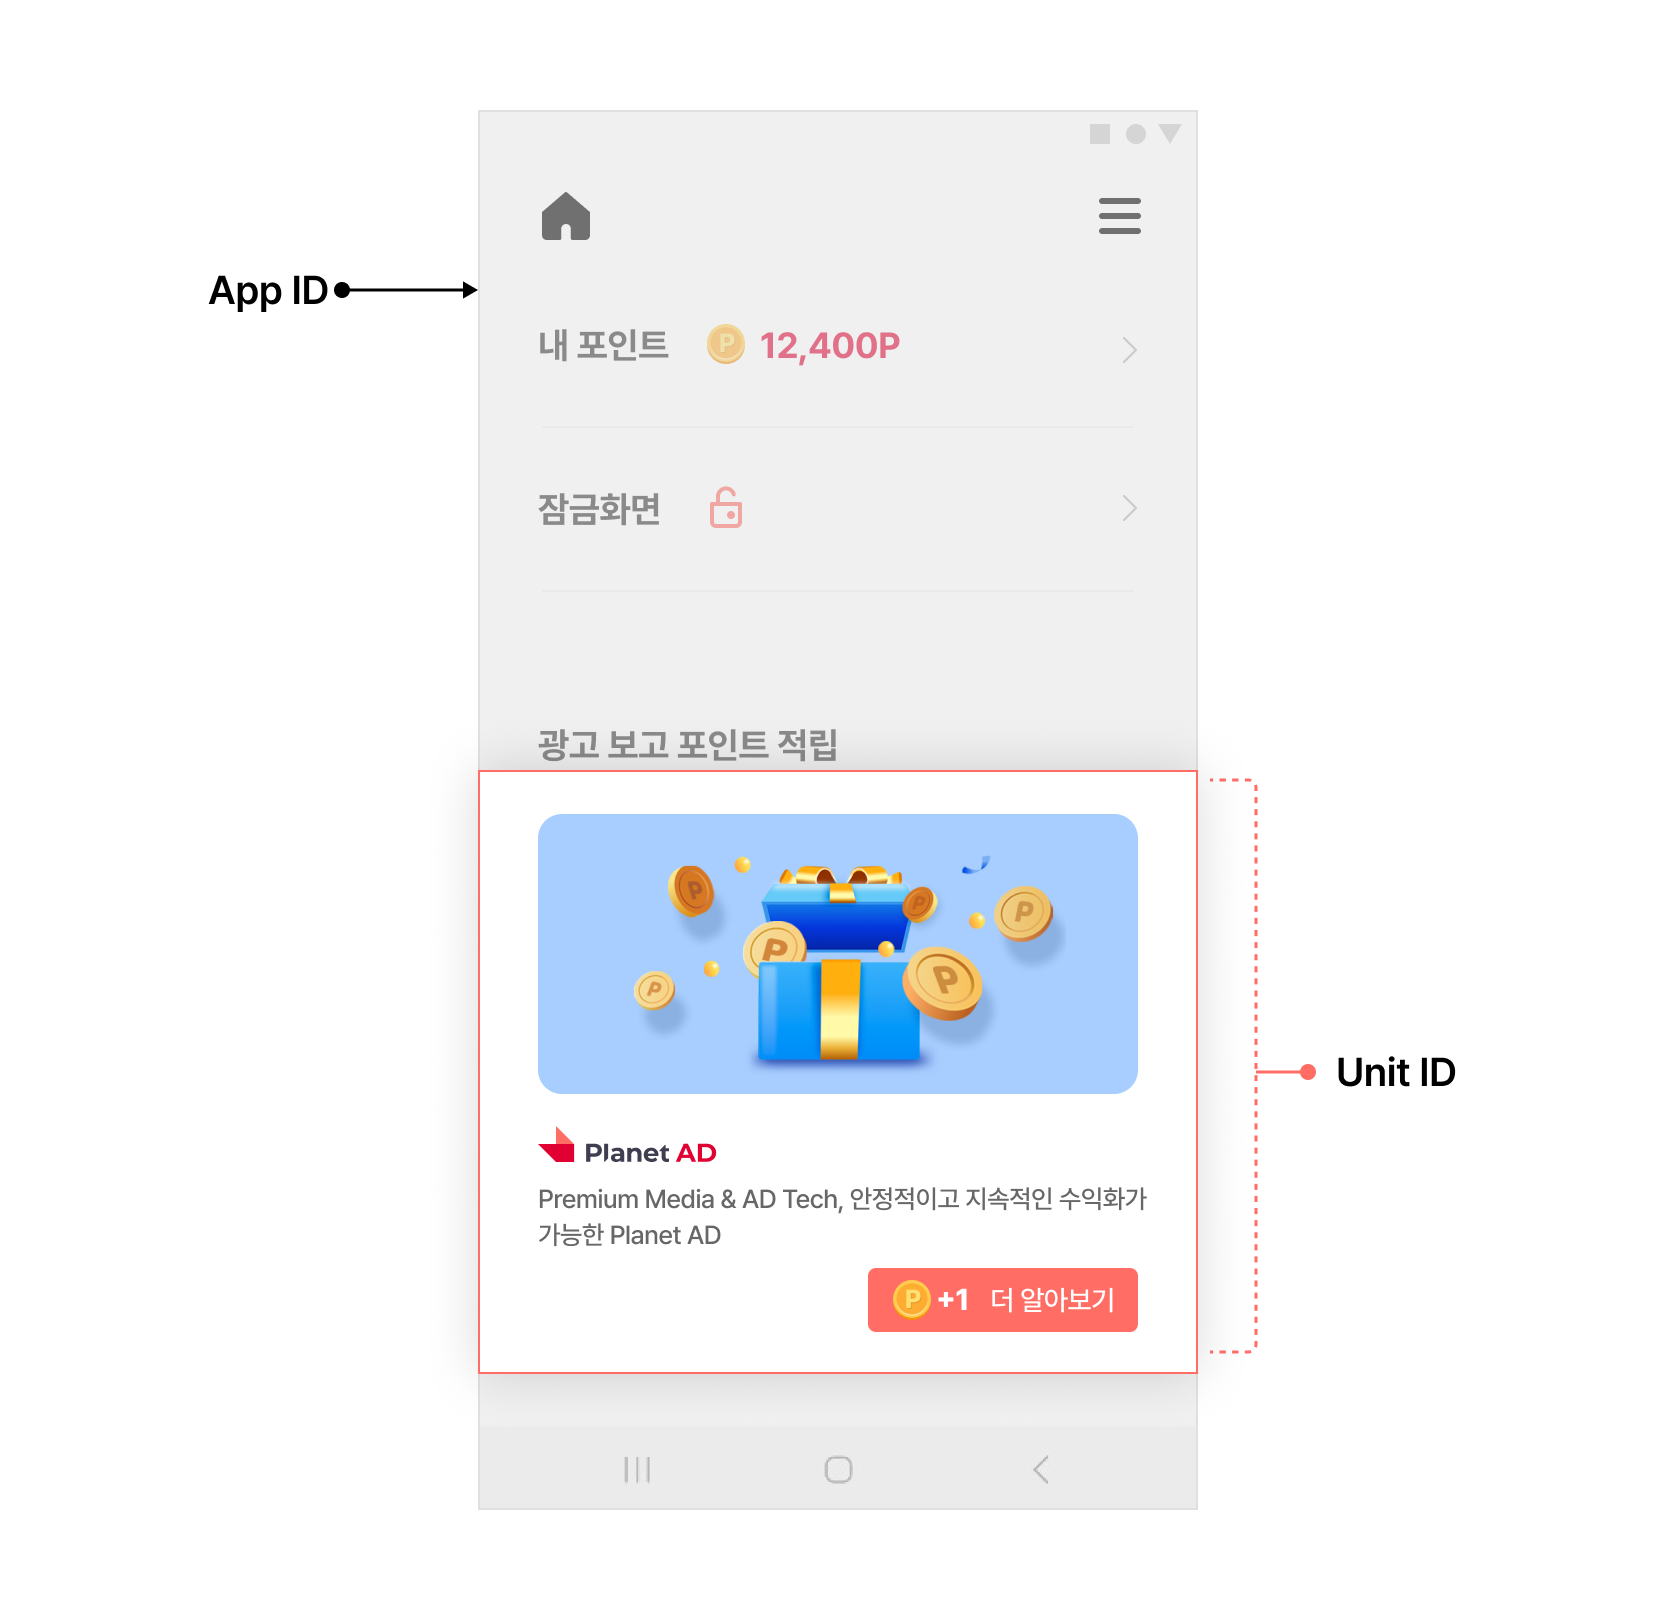 App ID
내 포인트 P 12,400P
잠금화면
광고 보고 포인트 적립
P
P
P
P
P
P
Planet AD
Premium Media & AD Tech, 안정적이고 지속적인 수익화가
가능한 Planet AD
P +1 더 알아보기
Unit ID